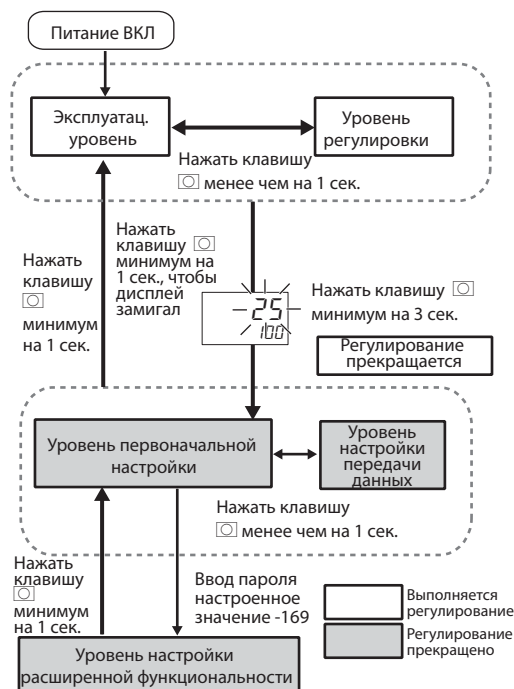 Питание ВКЛ
Эксплуатац.
уровень
Уровень
регулировки
Нажать клавишу
менее чем на 1 сек.
Нажать
клавишу
минимум
на 1 сек.
Нажать
клавишу
минимум на
1 сек., чтобы
дисплей
замигал
25
100
Нажать клавишу
минимум на 3 сек.
Регулирование
прекращается
Уровень первоначальной
настройки
Уровень
настройки
передачи
данных
Нажать клавишу
менее чем на 1 сек.
Нажать
клавишу
минимум
на 1 сек.
Ввод пароля
настроенное
значение -169
Выполняется
регулирование
Регулирование
прекращено
Уровень настройки
расширенной функциональности